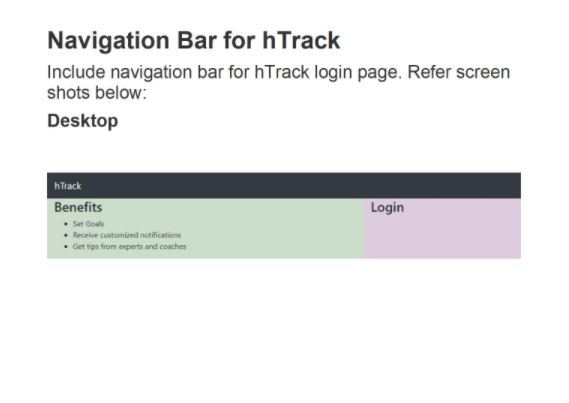 Navigation Bar for hTrack
Include navigation bar for hTrack login page. Refer screen
shots below:
Desktop
hTrack
Benefits
Login
Set Goals
Receive customized notifications
Get tips from experts and coaches